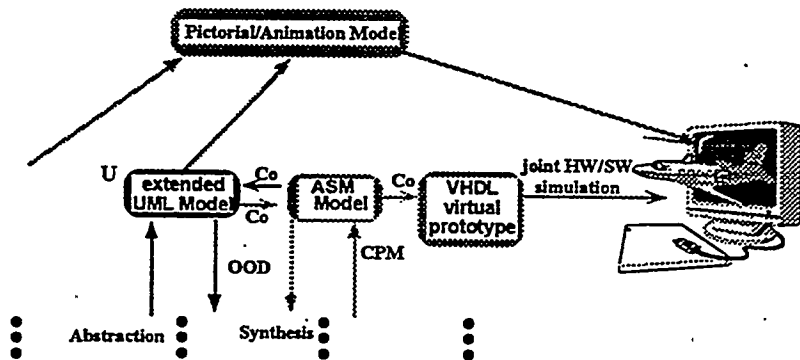 Pictorial/Animation Model
U
extended
UML Model
Co
Co
ASM
Model
Co
VHDL
virtual
prototype
joint HW/SW
simulation
OOD
CPM
Abstraction
Synthesis